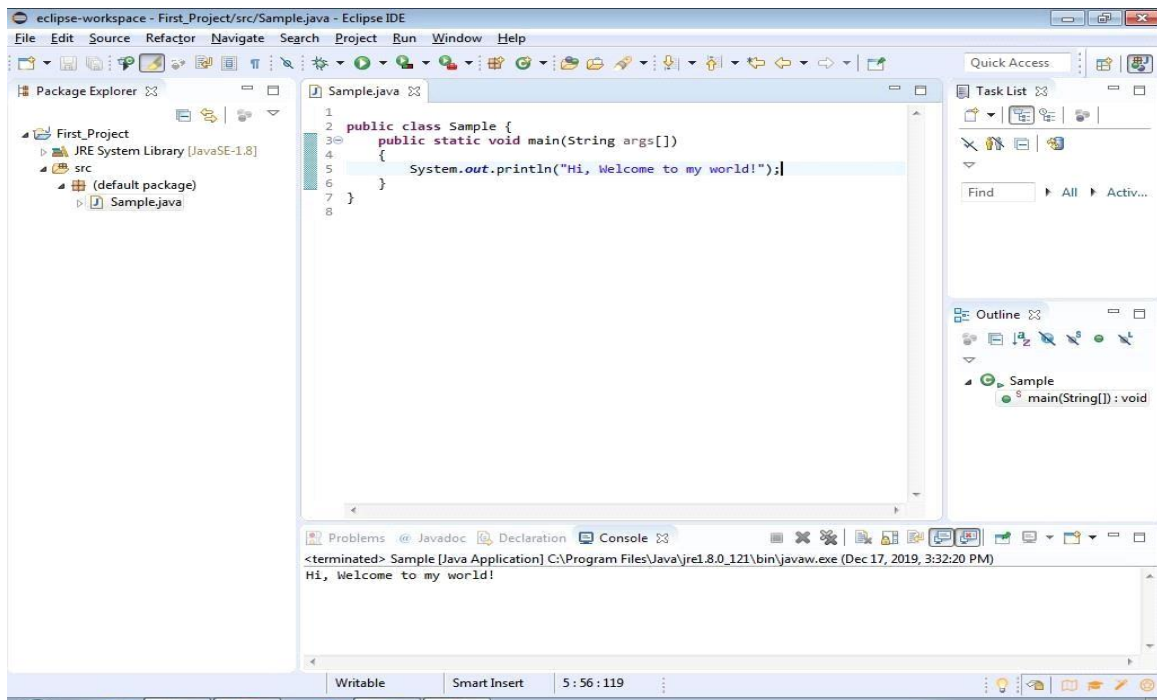 eclipse-workspace - First_Project/src/Sample.java - Eclipse IDE
File Edit Source Refactor Navigate Search Project Run Window Help
Quick Access
Package Explorer
First_Project
JRE System Library [JavaSE-1.8]
src
(default package)
Sample.java
Sample.java
1
2 public class Sample {
3 public static void main(String args[])
4 {
5 System.out.println("Hi, Welcome to my world!");
6 }
7 }
8
Task List
Find All Activ...
Outline
Sample
main(String[]) : void
Problems Javadoc Declaration Console
<terminated> Sample [Java Application] C:\Program Files\Java\jre1.8.0_121\bin\javaw.exe (Dec 17, 2019, 3:32:20 PM)
Hi, Welcome to my world!
Writable Smart Insert 5 : 56 : 119